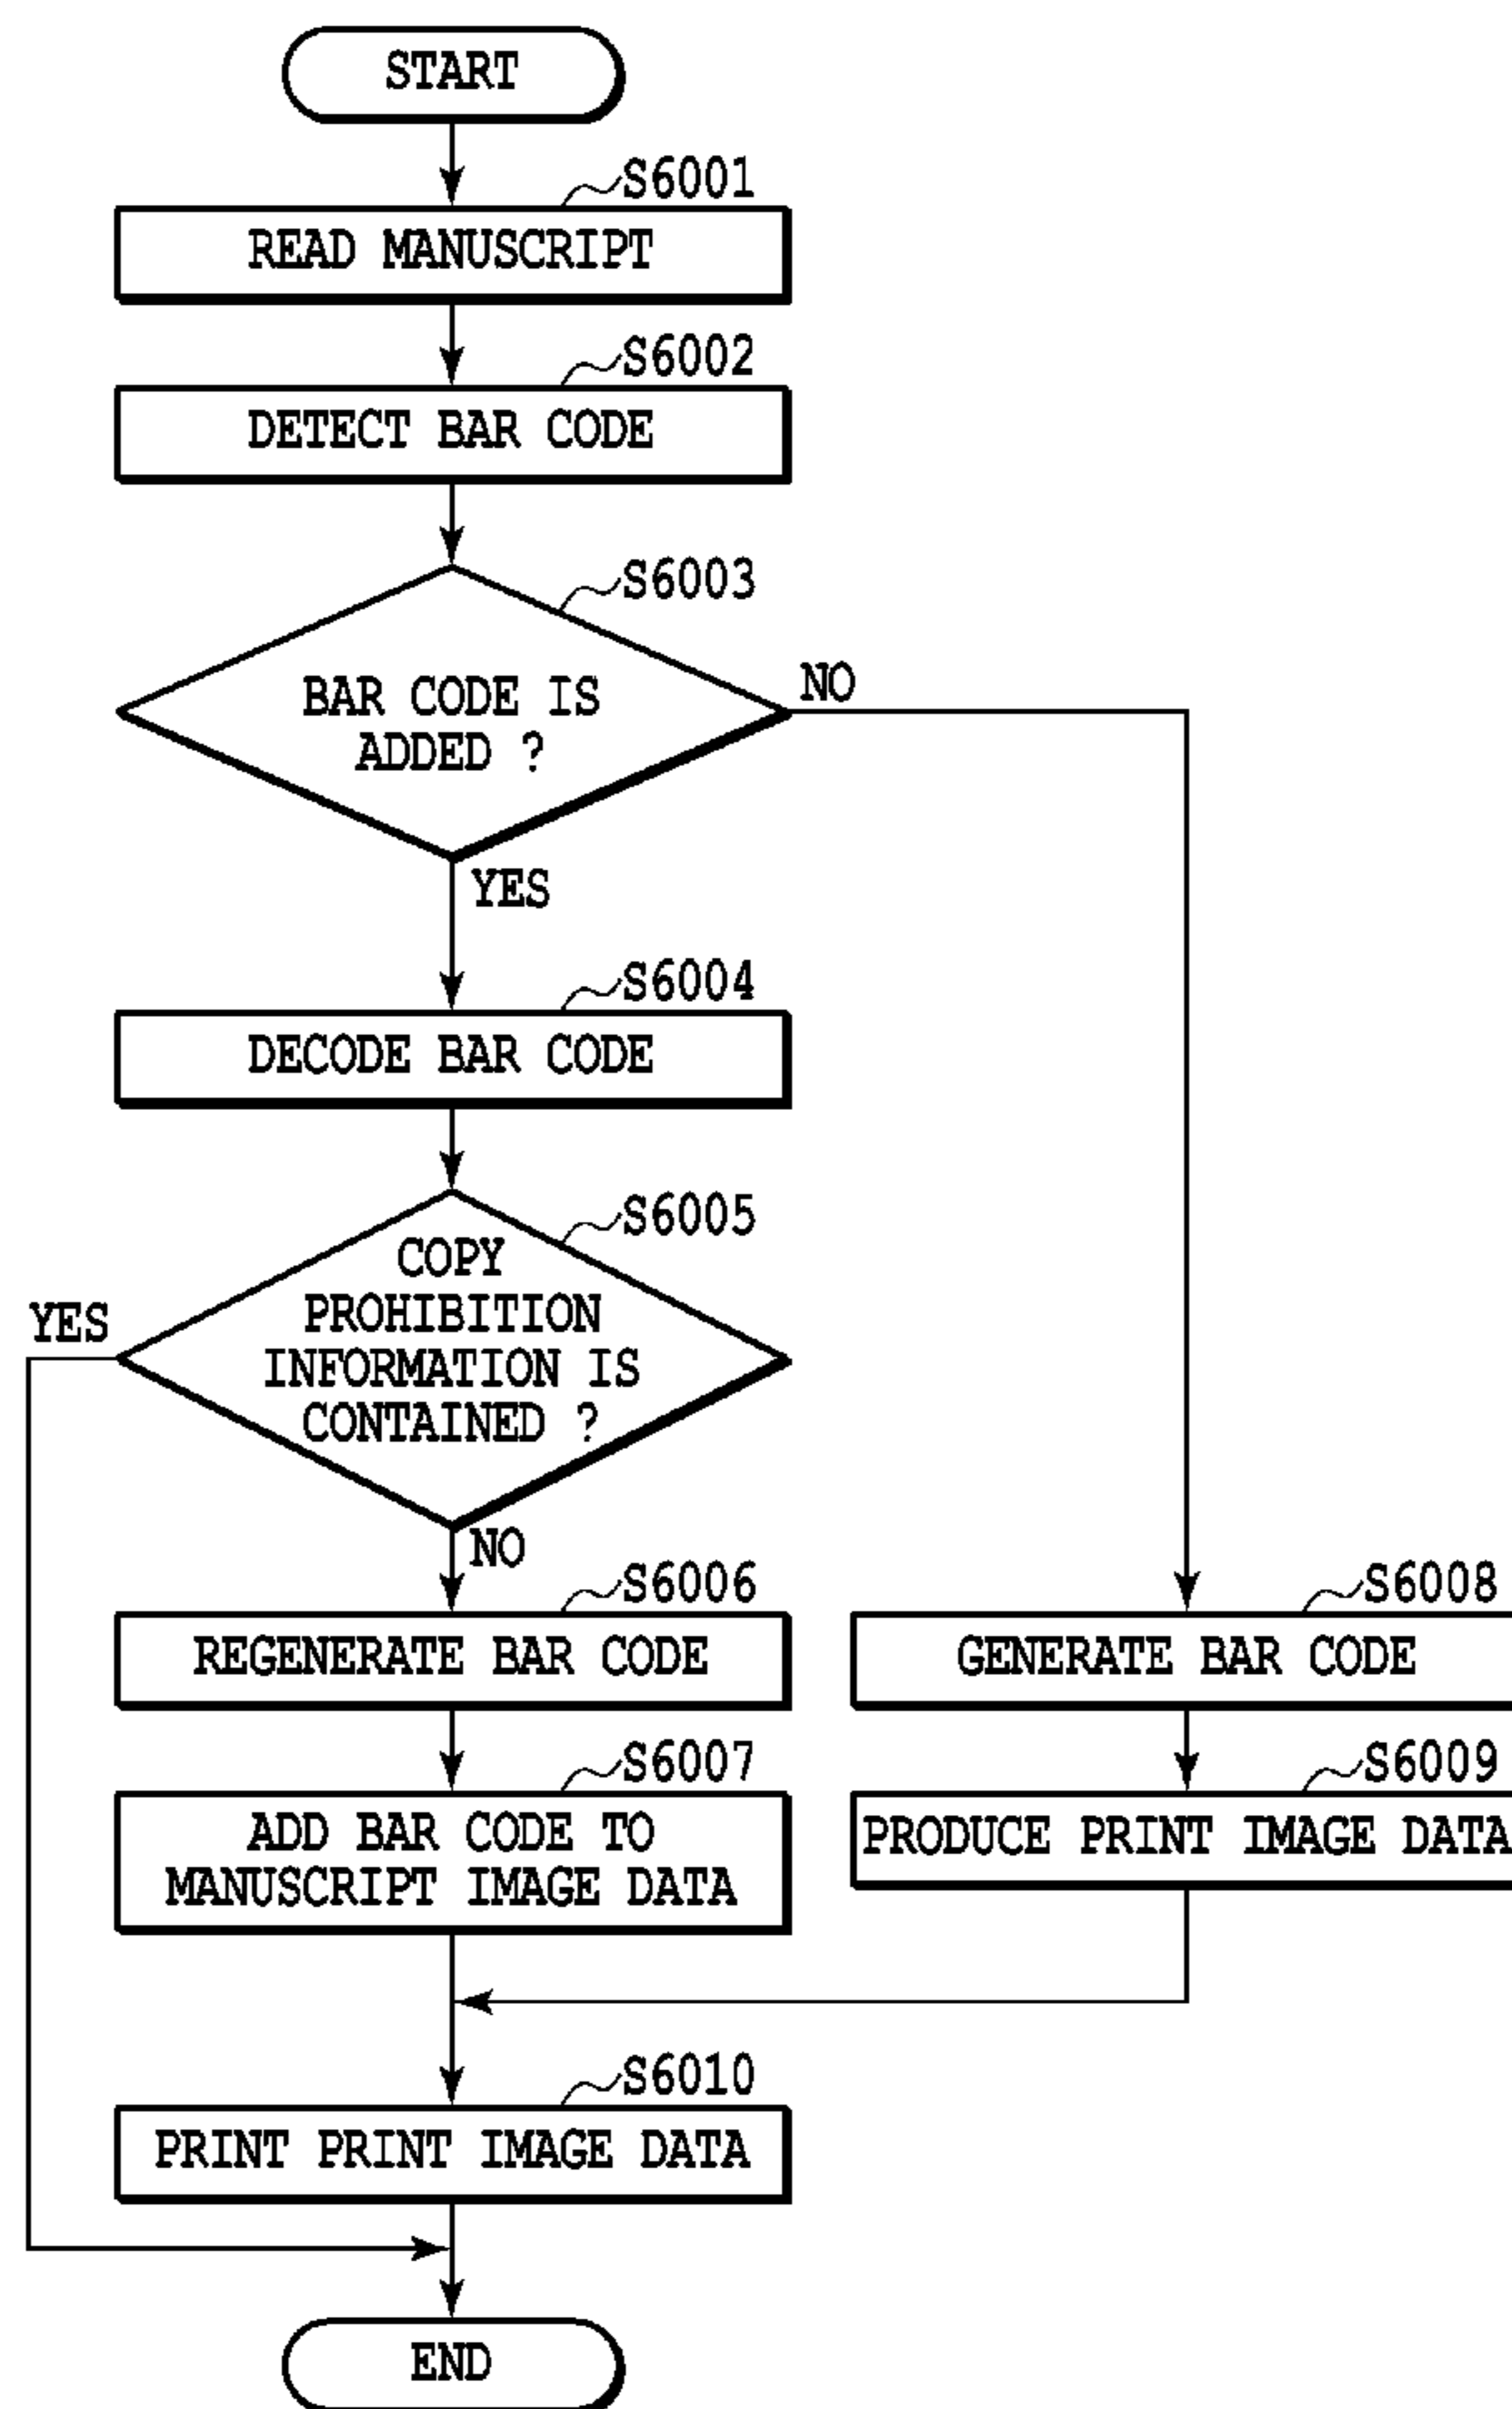 START
S6001
READ MANUSCRIPT
S6002
DETECT BAR CODE
S6003
BAR CODE IS
ADDED ?
NO
YES
S6004
DECODE BAR CODE
S6005
COPY
PROHIBITION
INFORMATION IS
CONTAINED ?
YES
NO
S6006
REGENERATE BAR CODE
S6008
GENERATE BAR CODE
S6007
ADD BAR CODE TO
MANUSCRIPT IMAGE DATA
S6009
PRODUCE PRINT IMAGE DATA
S6010
PRINT PRINT IMAGE DATA
END